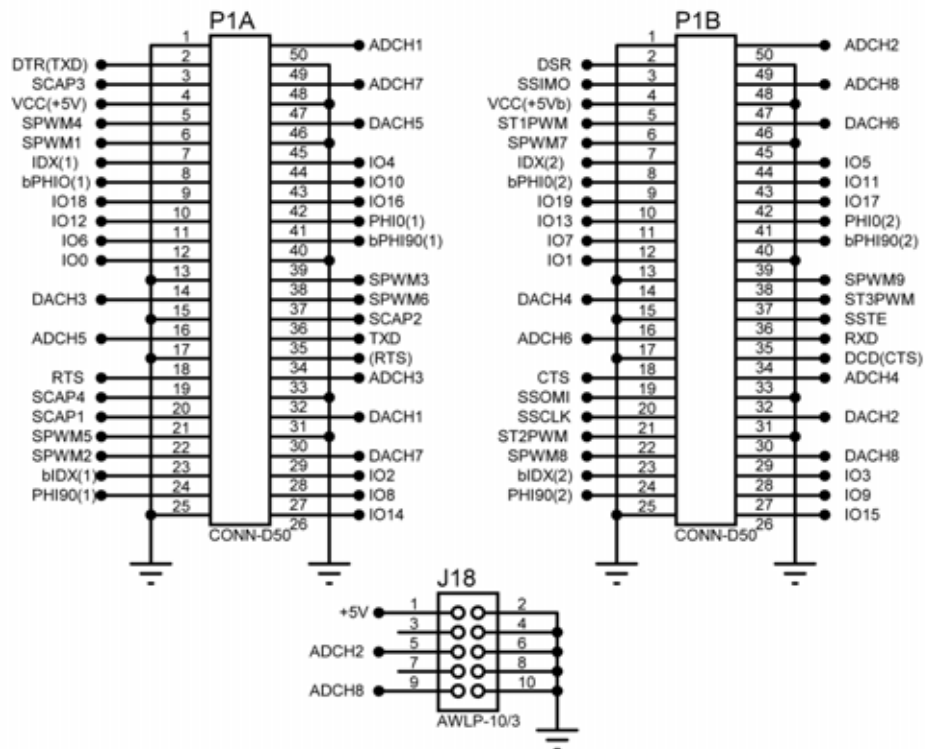 P1A
1 ADCH1
DTR(TXD) 2 50
SCAP3 3 49 ADCH7
VCC(+5V) 4 48
SPWM4 5 47 DACH5
SPWM1 6 46
IDX(1) 7 45 IO4
bPHIO(1) 8 44 IO10
IO18 9 43 IO16
IO12 10 42 PHI0(1)
IO6 11 41 bPHI90(1)
IO0 12 40
13 39 SPWM3
DACH3 14 38 SPWM6
15 37 SCAP2
ADCH5 16 36 TXD
17 35 (RTS)
RTS 18 34 ADCH3
SCAP4 19 33
SCAP1 20 32 DACH1
SPWM5 21 31
SPWM2 22 30 DACH7
bIDX(1) 23 29 IO2
PHI90(1) 24 28 IO8
25 27 IO14
26
CONN-D50
P1B
1 ADCH2
DSR 2 50
SSIMO 3 49 ADCH8
VCC(+5Vb) 4 48
ST1PWM 5 47 DACH6
SPWM7 6 46
IDX(2) 7 45 IO5
bPHI0(2) 8 44 IO11
IO19 9 43 IO17
IO13 10 42 PHI0(2)
IO7 11 41 bPHI90(2)
IO1 12 40
13 39 SPWM9
DACH4 14 38 ST3PWM
15 37 SSTE
ADCH6 16 36 RXD
17 35 DCD(CTS)
CTS 18 34 ADCH4
SSOMI 19 33
SSCLK 20 32 DACH2
ST2PWM 21 31
SPWM8 22 30 DACH8
bIDX(2) 23 29 IO3
PHI90(2) 24 28 IO9
25 27 IO15
26
CONN-D50
J18
+5V 1 2
3 4
ADCH2 5 6
7 8
ADCH8 9 10
AWLP-10/3